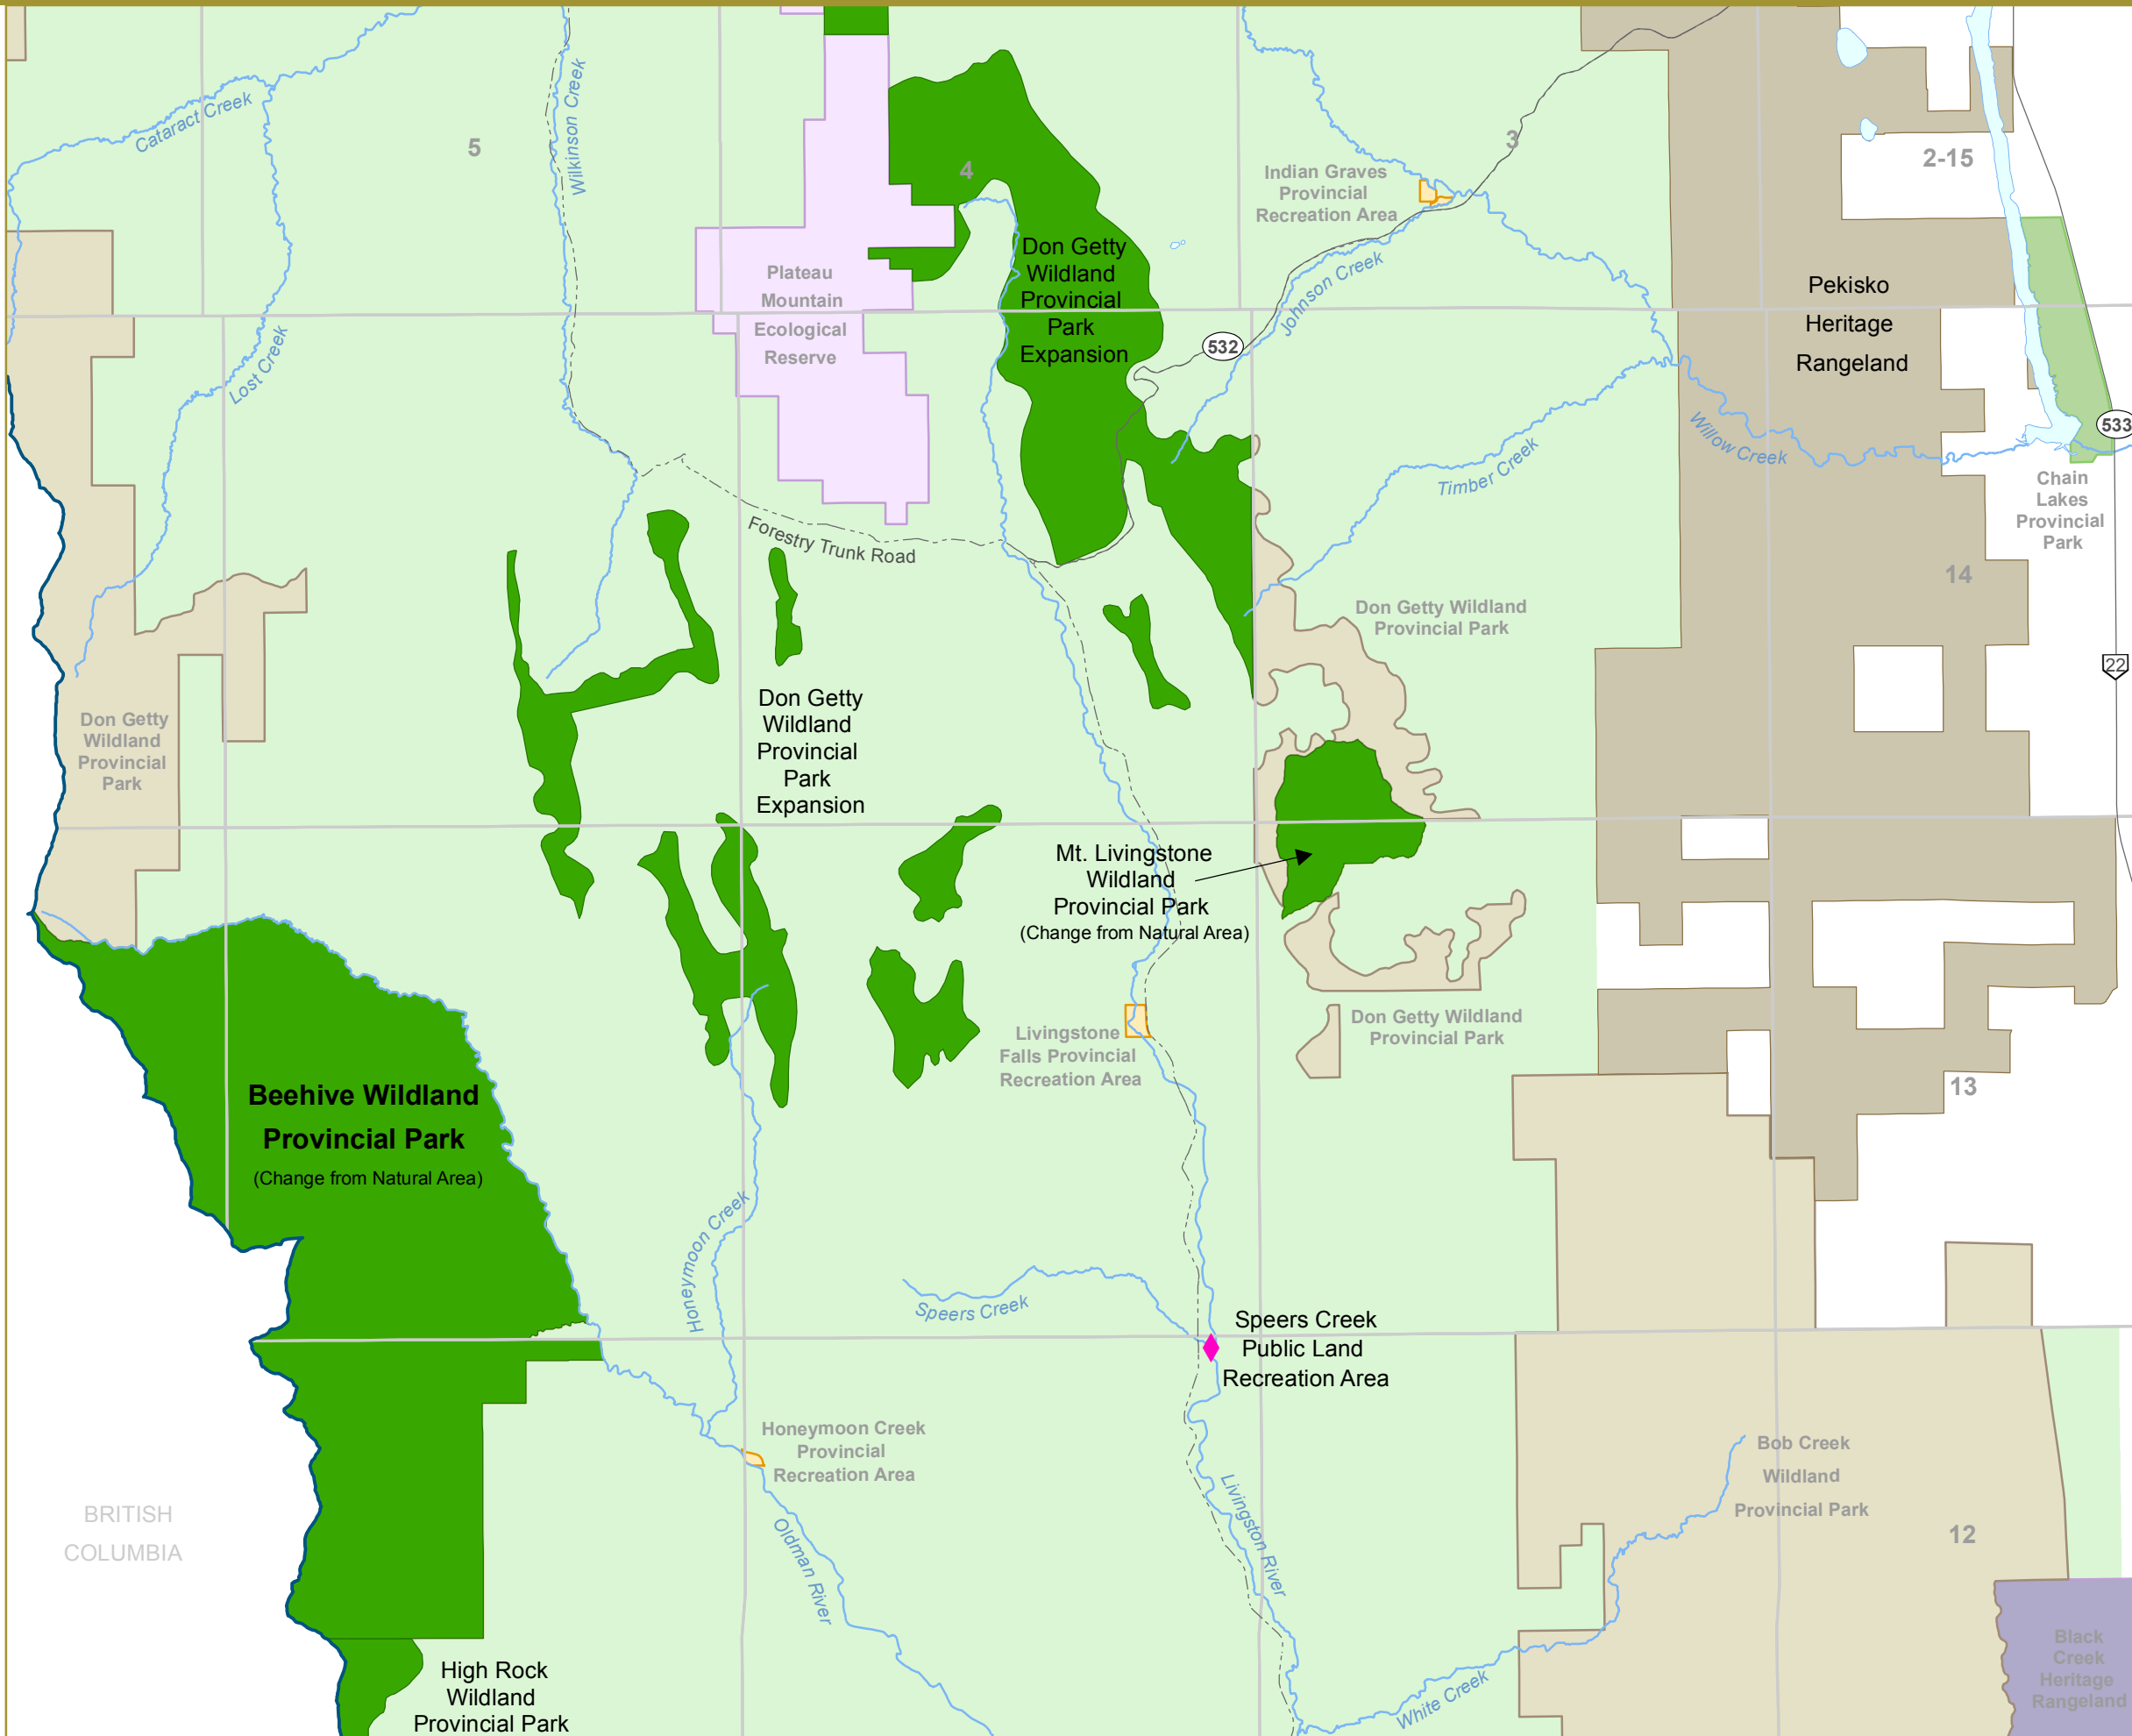 Cataract Creek
Wilkinson Creek
5
4
3
2-15
Indian Graves
Provincial
Recreation Area
Plateau
Mountain
Ecological
Reserve
Don Getty
Wildland
Provincial
Park
Expansion
Johnson Creek
532
Pekisko
Heritage
Rangeland
Lost Creek
Timber Creek
Willow Creek
533
Chain
Lakes
Provincial
Park
Forestry Trunk Road
14
Don Getty Wildland
Provincial Park
22
Don Getty
Wildland
Provincial
Park
Don Getty
Wildland
Provincial
Park
Expansion
Mt. Livingstone
Wildland
Provincial Park
(Change from Natural Area)
Livingstone
Falls Provincial
Recreation Area
Don Getty Wildland
Provincial Park
13
Beehive Wildland
Provincial Park
(Change from Natural Area)
Honeymoon Creek
Speers Creek
Speers Creek
Public Land
Recreation Area
Honeymoon Creek
Provincial
Recreation Area
Bob Creek
Wildland
Provincial Park
BRITISH
COLUMBIA
Oldman River
Livingston River
12
High Rock
Wildland
Provincial Park
White Creek
Black
Creek
Heritage
Rangeland